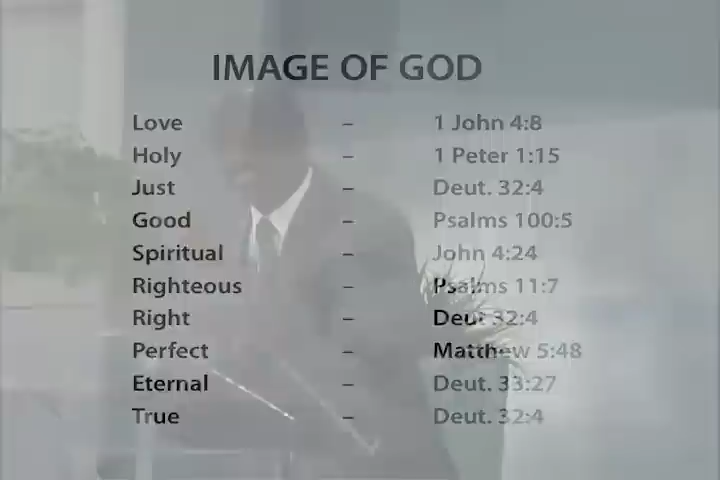 IMAGE OF GOD
Love – 1 John 4:8
Holy – 1 Peter 1:15
Just – Deut. 32:4
Good – Psalms 100:5
Spiritual – John 4:24
Righteous – Psalms 11:7
Right – Deut 32:4
Perfect – Matthew 5:48
Eternal – Deut. 33:27
True – Deut. 32:4